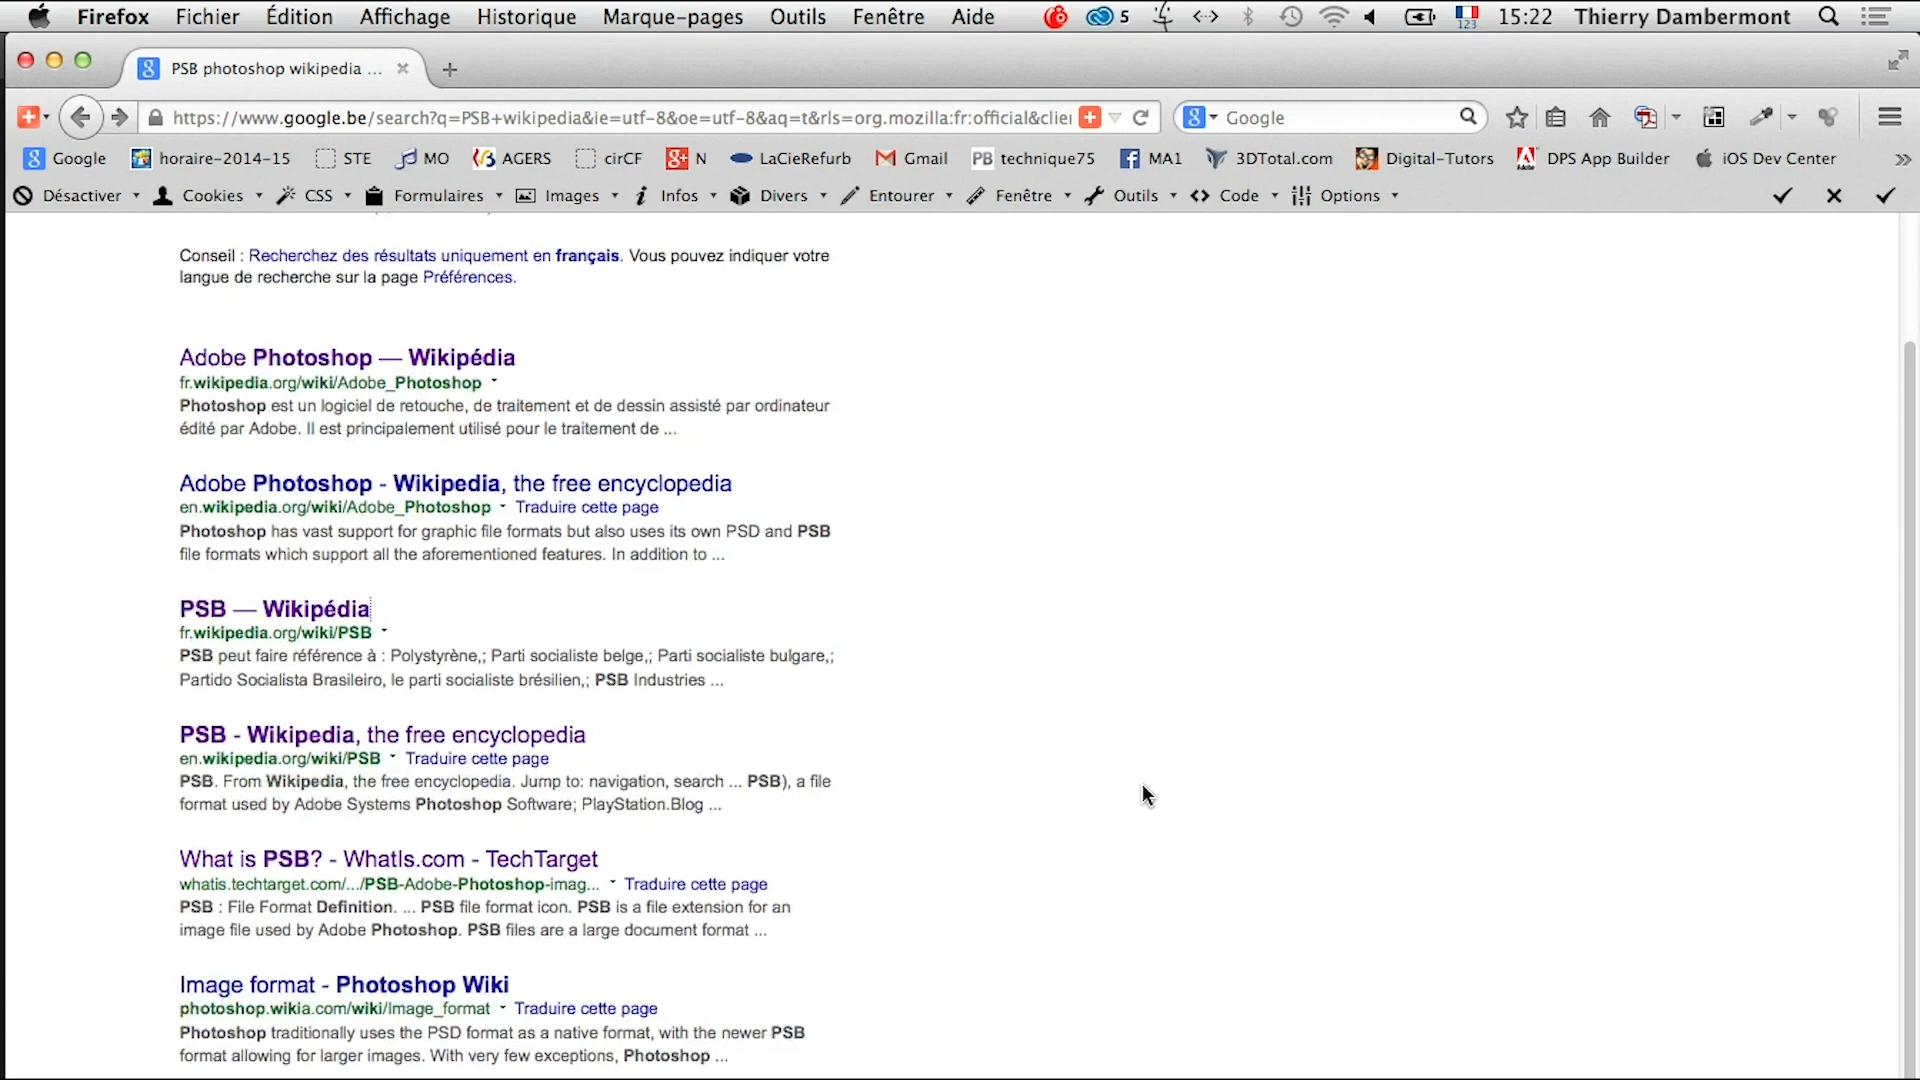 Firefox Fichier Édition Affichage Historique Marque-pages Outils Fenêtre Aide 5 123 15:22 Thierry Dambermont
PSB photoshop wikipedia ...
https://www.google.be/search?q=PSB+wikipedia&ie=utf-8&oe=utf-8&aq=t&rls=org.mozilla:fr:official&clier Google
Google horaire-2014-15 STE MO AGERS cirCF N LaCieRefurb Gmail PB technique75 MA1 3DTotal.com Digital-Tutors DPS App Builder iOS Dev Center
Désactiver Cookies CSS Formulaires Images Infos Divers Entourer Fenêtre Outils Code Options
Conseil : Recherchez des résultats uniquement en français. Vous pouvez indiquer votre
langue de recherche sur la page Préférences.
Adobe Photoshop — Wikipédia
fr.wikipedia.org/wiki/Adobe_Photoshop
Photoshop est un logiciel de retouche, de traitement et de dessin assisté par ordinateur
édité par Adobe. Il est principalement utilisé pour le traitement de ...
Adobe Photoshop - Wikipedia, the free encyclopedia
en.wikipedia.org/wiki/Adobe_Photoshop Traduire cette page
Photoshop has vast support for graphic file formats but also uses its own PSD and PSB
file formats which support all the aforementioned features. In addition to ...
PSB — Wikipédia
fr.wikipedia.org/wiki/PSB
PSB peut faire référence à : Polystyrène,; Parti socialiste belge,; Parti socialiste bulgare,;
Partido Socialista Brasileiro, le parti socialiste brésilien,; PSB Industries ...
PSB - Wikipedia, the free encyclopedia
en.wikipedia.org/wiki/PSB Traduire cette page
PSB. From Wikipedia, the free encyclopedia. Jump to: navigation, search ... PSB), a file
format used by Adobe Systems Photoshop Software; PlayStation.Blog ...
What is PSB? - WhatIs.com - TechTarget
whatis.techtarget.com/.../PSB-Adobe-Photoshop-imag... Traduire cette page
PSB : File Format Definition. ... PSB file format icon. PSB is a file extension for an
image file used by Adobe Photoshop. PSB files are a large document format ...
Image format - Photoshop Wiki
photoshop.wikia.com/wiki/Image_format Traduire cette page
Photoshop traditionally uses the PSD format as a native format, with the newer PSB
format allowing for larger images. With very few exceptions, Photoshop ...